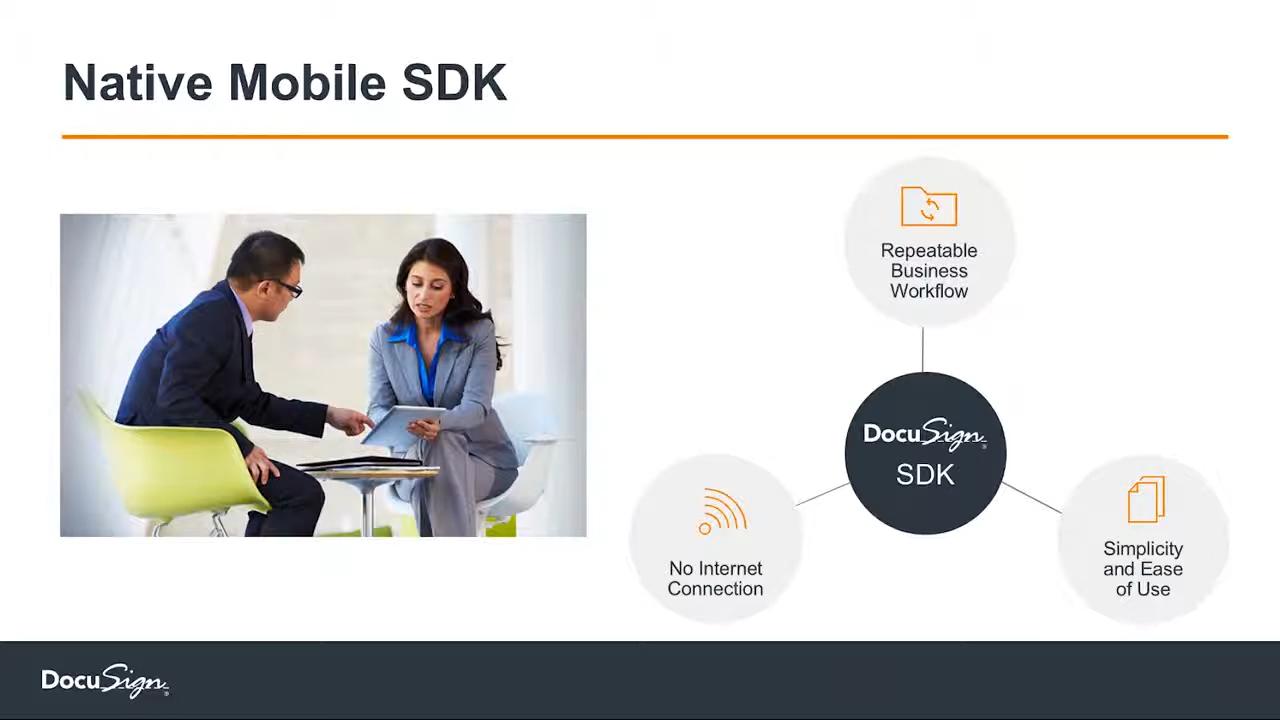 Native Mobile SDK
Repeatable
Business
Workflow
DocuSign®
SDK
No Internet
Connection
Simplicity
and Ease
of Use
DocuSign®